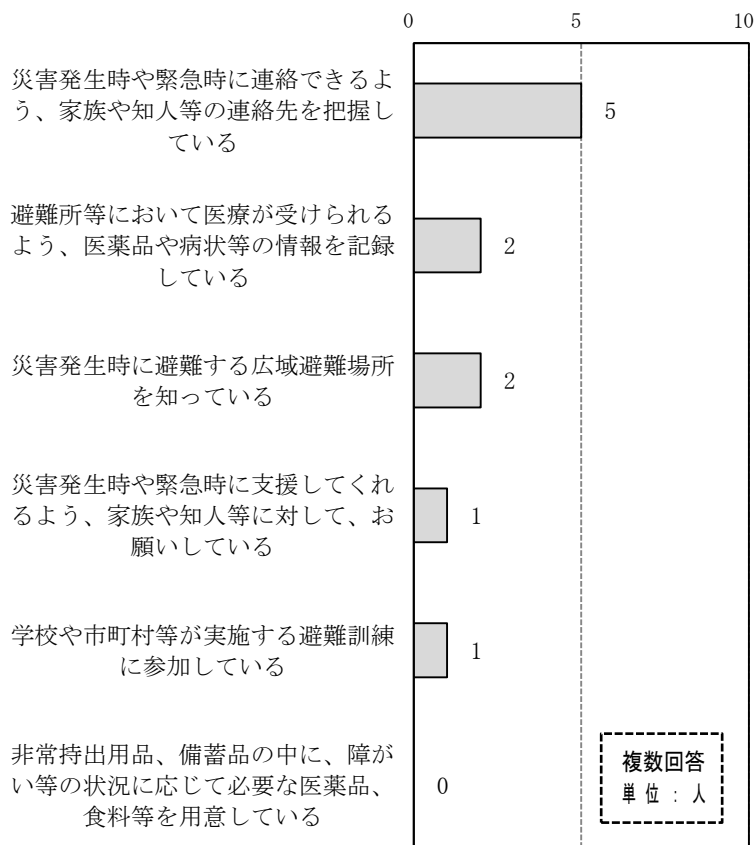 0 5 10
災害発生時や緊急時に連絡できるよ
う、家族や知人等の連絡先を把握し
ている
5
避難所等において医療が受けられる
よう、医薬品や病状等の情報を記録
している
2
災害発生時に避難する広域避難場所
を知っている
2
災害発生時や緊急時に支援してくれ
るよう、家族や知人等に対して、お
願いしている
1
学校や市町村等が実施する避難訓練
に参加している
1
非常持出用品、備蓄品の中に、障が
い等の状況に応じて必要な医薬品、
食料等を用意している
0
複数回答
単位：人